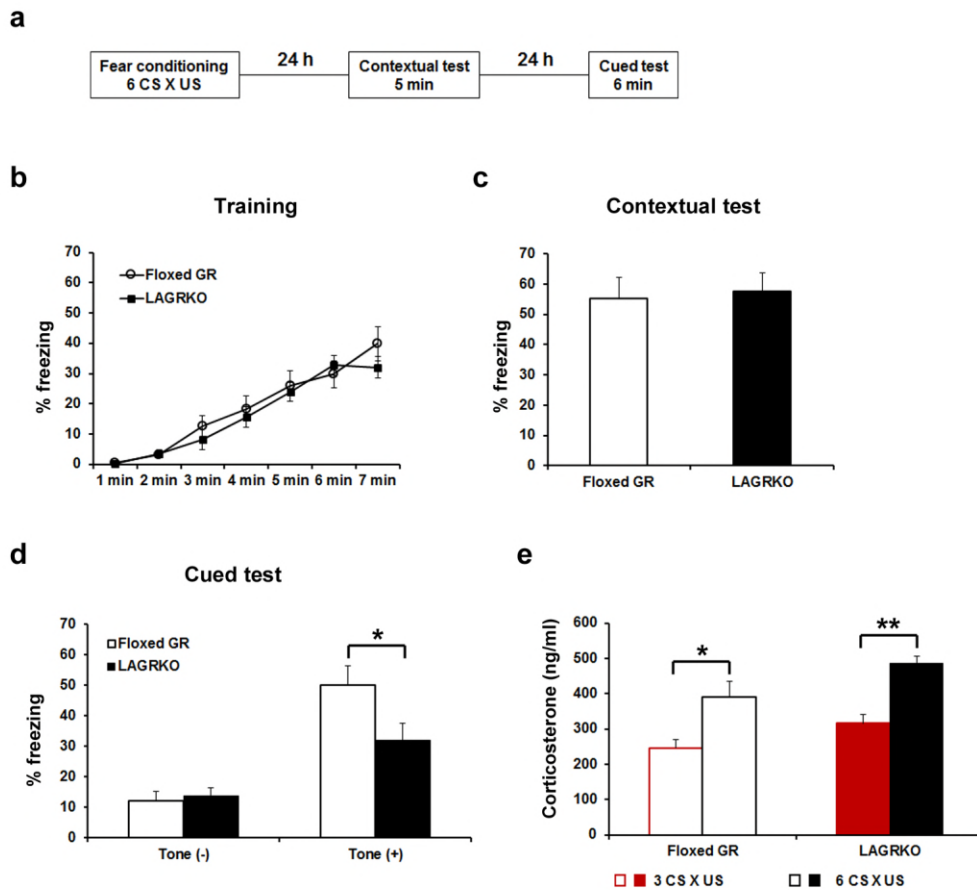 a
Fear conditioning
6 CS X US
24 h
Contextual test
5 min
24 h
Cued test
6 min
b
Training
% freezing
70
60
50
40
30
20
10
0
Floxed GR
LAGRKO
1 min 2 min 3 min 4 min 5 min 6 min 7 min
c
Contextual test
% freezing
70
60
50
40
30
20
10
0
Floxed GR LAGRKO
d
Cued test
% freezing
70
60
50
40
30
20
10
0
Floxed GR
LAGRKO
*
Tone (-) Tone (+)
e
Corticosterone (ng/ml)
600
500
400
300
200
100
0
*
**
Floxed GR LAGRKO
3 CS X US 6 CS X US